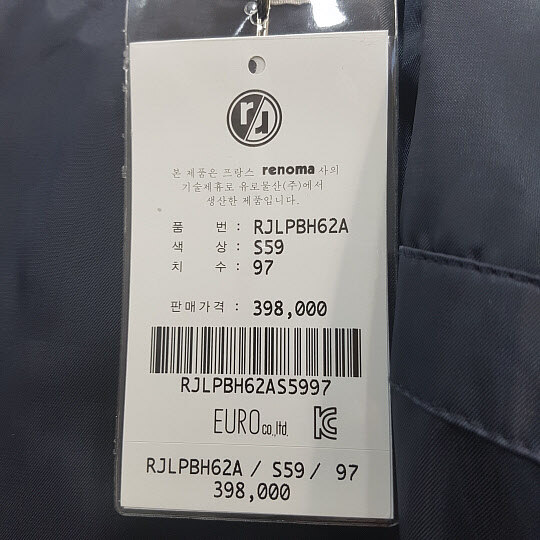 ru
본 제품은 프랑스 renoma 사의
기술제휴로 유로물산(주)에서
생산한 제품입니다.
품 번 : RJLPBH62A
색 상 : S59
치 수 : 97
판매가격 : 398,000
RJLPBH62AS5997
EURO co.,ltd. KC
RJLPBH62A / S59 / 97
398,000